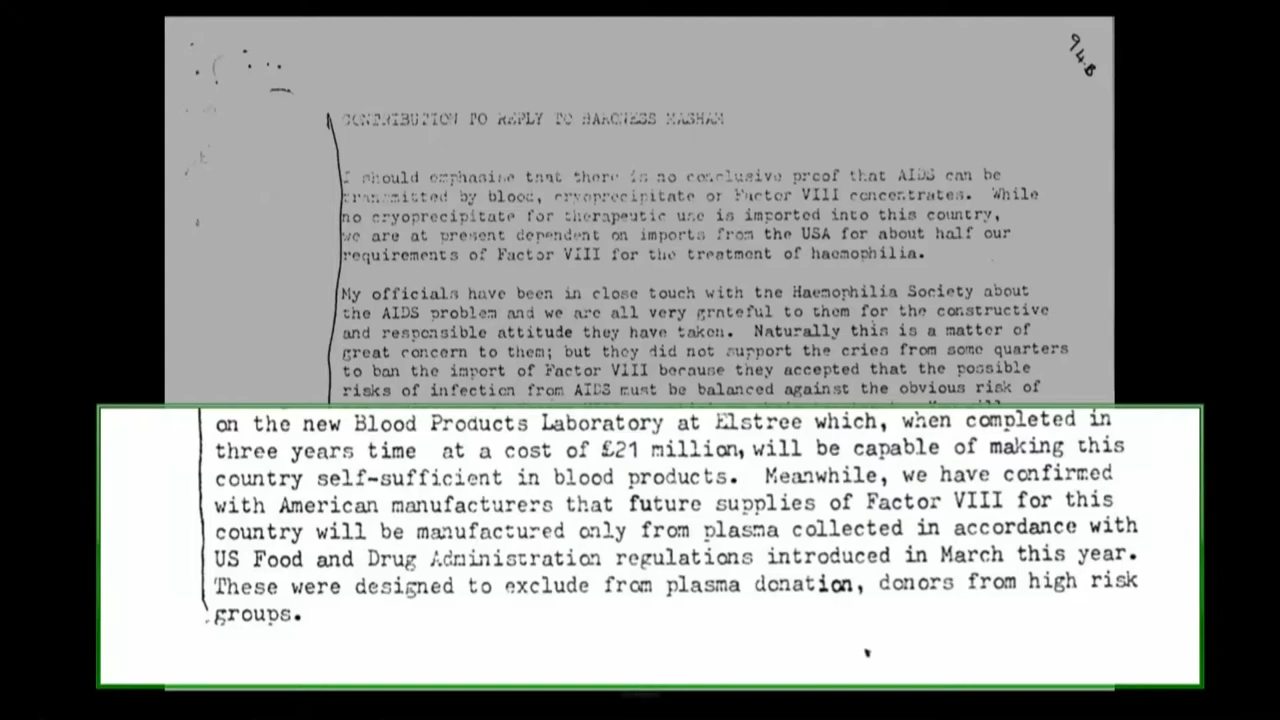 94B
CONTRIBUTION TO REPLY TO BARONESS MASHAM
I should emphasise that there is no conclusive proof that AIDS can be
transmitted by blood, cryoprecipitate or Factor VIII concentrates. While
no cryoprecipitate for therapeutic use is imported into this country,
we are at present dependent on imports from the USA for about half our
requirements of Factor VIII for the treatment of haemophilia.
My officials have been in close touch with the Haemophilia Society about
the AIDS problem and we are all very grateful to them for the constructive
and responsible attitude they have taken. Naturally this is a matter of
great concern to them; but they did not support the cries from some quarters
to ban the import of Factor VIII because they accepted that the possible
risks of infection from AIDS must be balanced against the obvious risk of
on the new Blood Products Laboratory at Elstree which, when completed in
three years time at a cost of £21 million, will be capable of making this
country self-sufficient in blood products. Meanwhile, we have confirmed
with American manufacturers that future supplies of Factor VIII for this
country will be manufactured only from plasma collected in accordance with
US Food and Drug Administration regulations introduced in March this year.
These were designed to exclude from plasma donation, donors from high risk
groups.